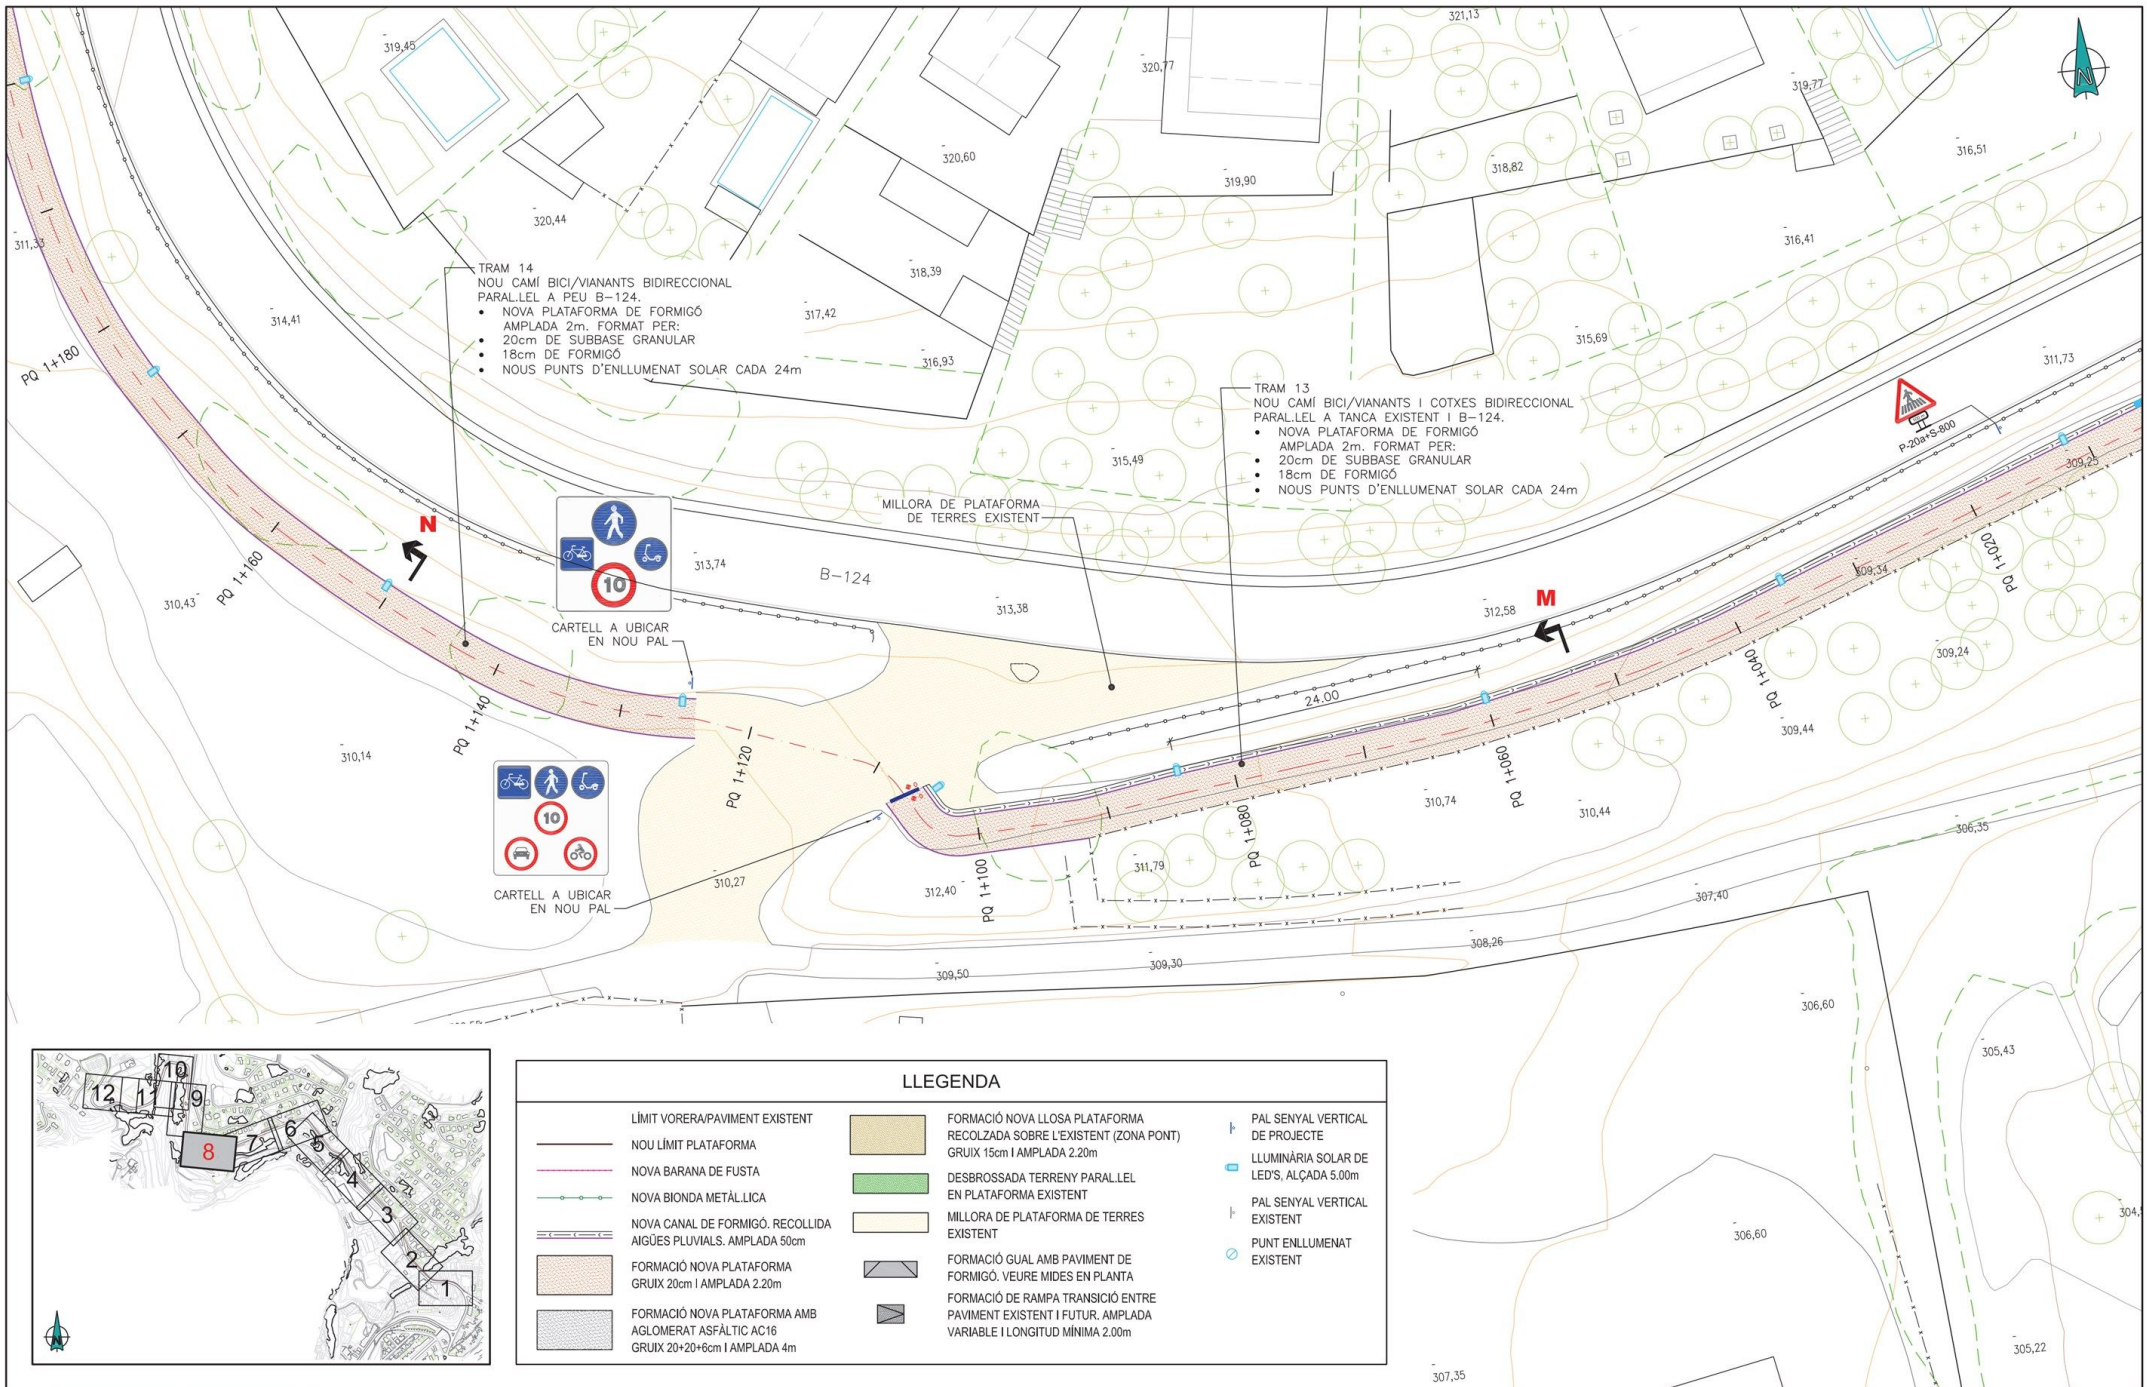 319,45
321,13
320,77
319,77
320,60
319,90
318,82
316,51
320,44
316,41
311,33
318,39
314,41
317,42
316,93
315,69
311,73
TRAM 14
NOU CAMÍ BICI/VIANANTS BIDIRECCIONAL
PARAL.LEL A PEU B-124.
• NOVA PLATAFORMA DE FORMIGÓ
AMPLADA 2m. FORMAT PER:
• 20cm DE SUBBASE GRANULAR
• 18cm DE FORMIGÓ
• NOUS PUNTS D'ENLLUMENAT SOLAR CADA 24m
TRAM 13
NOU CAMÍ BICI/VIANANTS I COTXES BIDIRECCIONAL
PARAL.LEL A TANCA EXISTENT I B-124.
• NOVA PLATAFORMA DE FORMIGÓ
AMPLADA 2m. FORMAT PER:
• 20cm DE SUBBASE GRANULAR
• 18cm DE FORMIGÓ
• NOUS PUNTS D'ENLLUMENAT SOLAR CADA 24m
P-20a+S-800
PQ 1+180
315,49
309,25
MILLORA DE PLATAFORMA
DE TERRES EXISTENT
N
10
313,74
B-124
313,38
312,58
M
309,34
PQ 1+020
PQ 1+160
310,43
CARTELL A UBICAR
EN NOU PAL
309,24
PQ 1+040
24.00
309,44
PQ 1+140
310,14
PQ 1+120
PQ 1+060
310,74
310,44
PQ 1+080
306,35
10
CARTELL A UBICAR
EN NOU PAL
310,27
312,40
PQ 1+100
311,79
307,40
308,26
309,50
309,30
306,60
305,43
306,60
305,22
307,35
N
12
11
10
9
8
7
6
5
4
3
2
1
N
LLEGENDA
LÍMIT VORERA/PAVIMENT EXISTENT
NOU LÍMIT PLATAFORMA
NOVA BARANA DE FUSTA
NOVA BIONDA METÀL.LICA
NOVA CANAL DE FORMIGÓ. RECOLLIDA
AIGÜES PLUVIALS. AMPLADA 50cm
FORMACIÓ NOVA PLATAFORMA
GRUIX 20cm I AMPLADA 2.20m
FORMACIÓ NOVA PLATAFORMA AMB
AGLOMERAT ASFÀLTIC AC16
GRUIX 20+20+6cm I AMPLADA 4m
FORMACIÓ NOVA LLOSA PLATAFORMA
RECOLZADA SOBRE L'EXISTENT (ZONA PONT)
GRUIX 15cm I AMPLADA 2.20m
DESBROSSADA TERRENY PARAL.LEL
EN PLATAFORMA EXISTENT
MILLORA DE PLATAFORMA DE TERRES
EXISTENT
FORMACIÓ GUAL AMB PAVIMENT DE
FORMIGÓ. VEURE MIDES EN PLANTA
FORMACIÓ DE RAMPA TRANSICIÓ ENTRE
PAVIMENT EXISTENT I FUTUR. AMPLADA
VARIABLE I LONGITUD MÍNIMA 2.00m
PAL SENYAL VERTICAL
DE PROJECTE
LLUMINÀRIA SOLAR DE
LED'S, ALÇADA 5.00m
PAL SENYAL VERTICAL
EXISTENT
PUNT ENLLUMENAT
EXISTENT